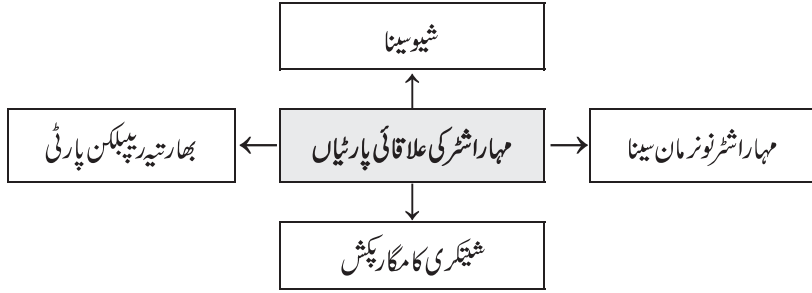 شیوسینا
بھارتیہ ریپبلکن پارٹی
مہاراشٹر کی علاقائی پارٹیاں
مہاراشٹر نونرمان سینا
شیتکری کامگار پکش